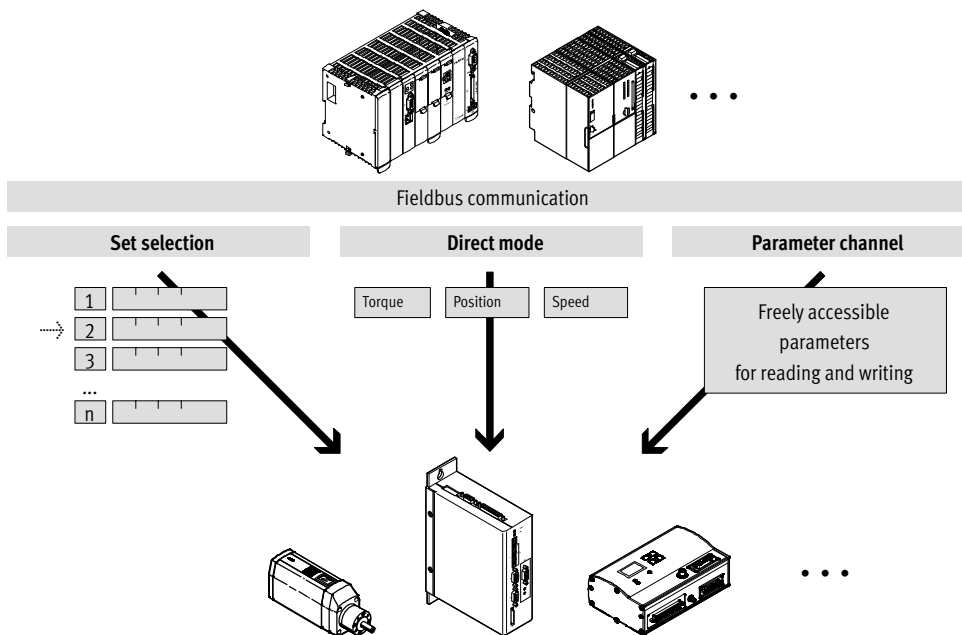 Fieldbus communication
Set selection
Direct mode
Parameter channel
1
2
3
...
n
Torque
Position
Speed
Freely accessible
parameters
for reading and writing